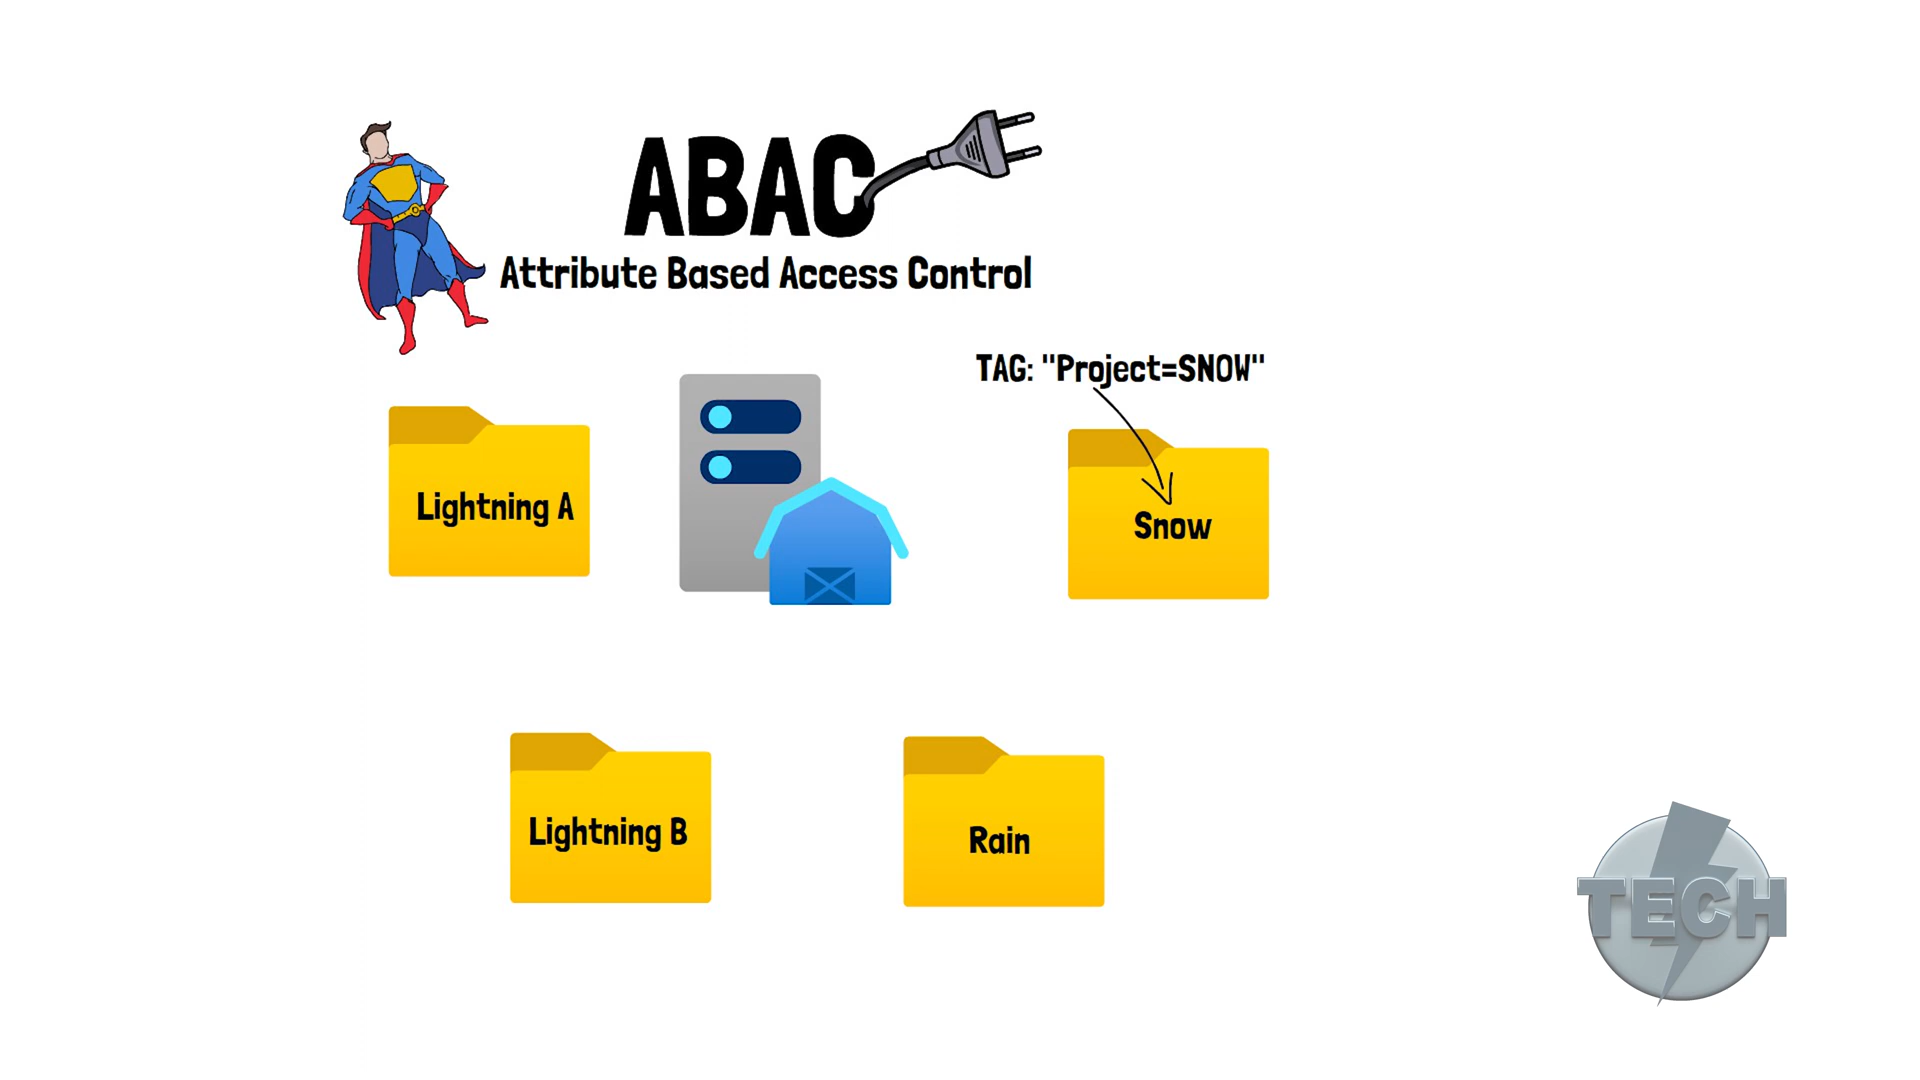 ABAC
Attribute Based Access Control
TAG: "Project=SNOW"
Lightning A
Snow
Lightning B
Rain
TECH